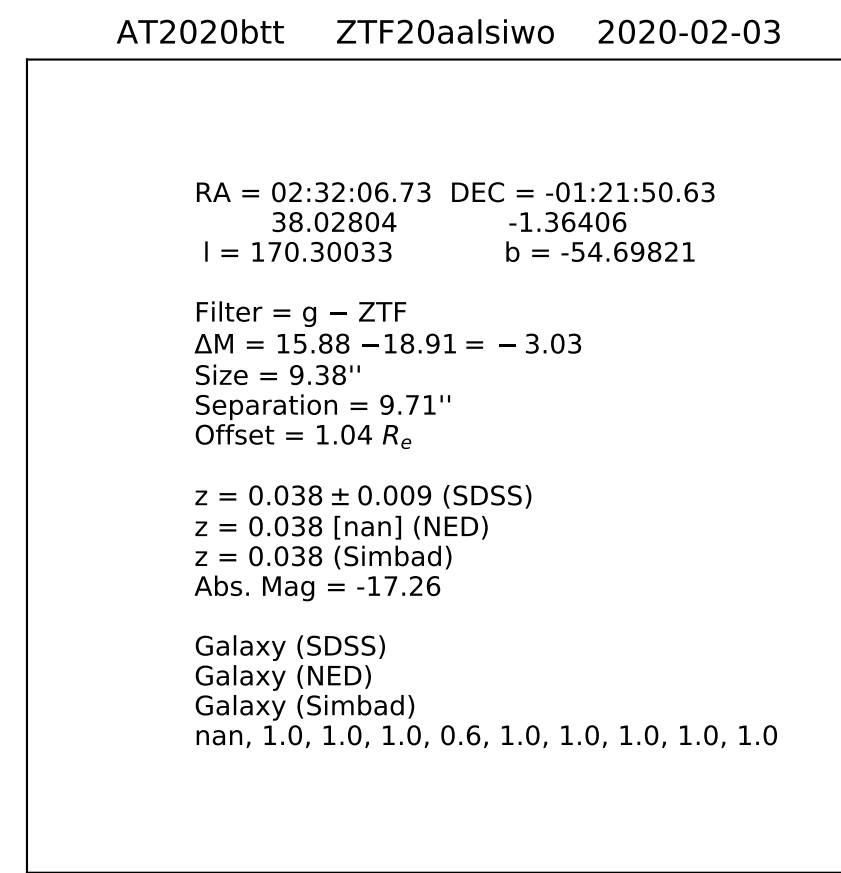 AT2020btt ZTF20aalsiwo 2020-02-03
RA = 02:32:06.73 DEC = -01:21:50.63
38.02804 -1.36406
l = 170.30033 b = -54.69821
Filter = g − ZTF
ΔM = 15.88 −18.91 = − 3.03
Size = 9.38''
Separation = 9.71''
Offset = 1.04 Rₑ
z = 0.038 ± 0.009 (SDSS)
z = 0.038 [nan] (NED)
z = 0.038 (Simbad)
Abs. Mag = -17.26
Galaxy (SDSS)
Galaxy (NED)
Galaxy (Simbad)
nan, 1.0, 1.0, 1.0, 0.6, 1.0, 1.0, 1.0, 1.0, 1.0